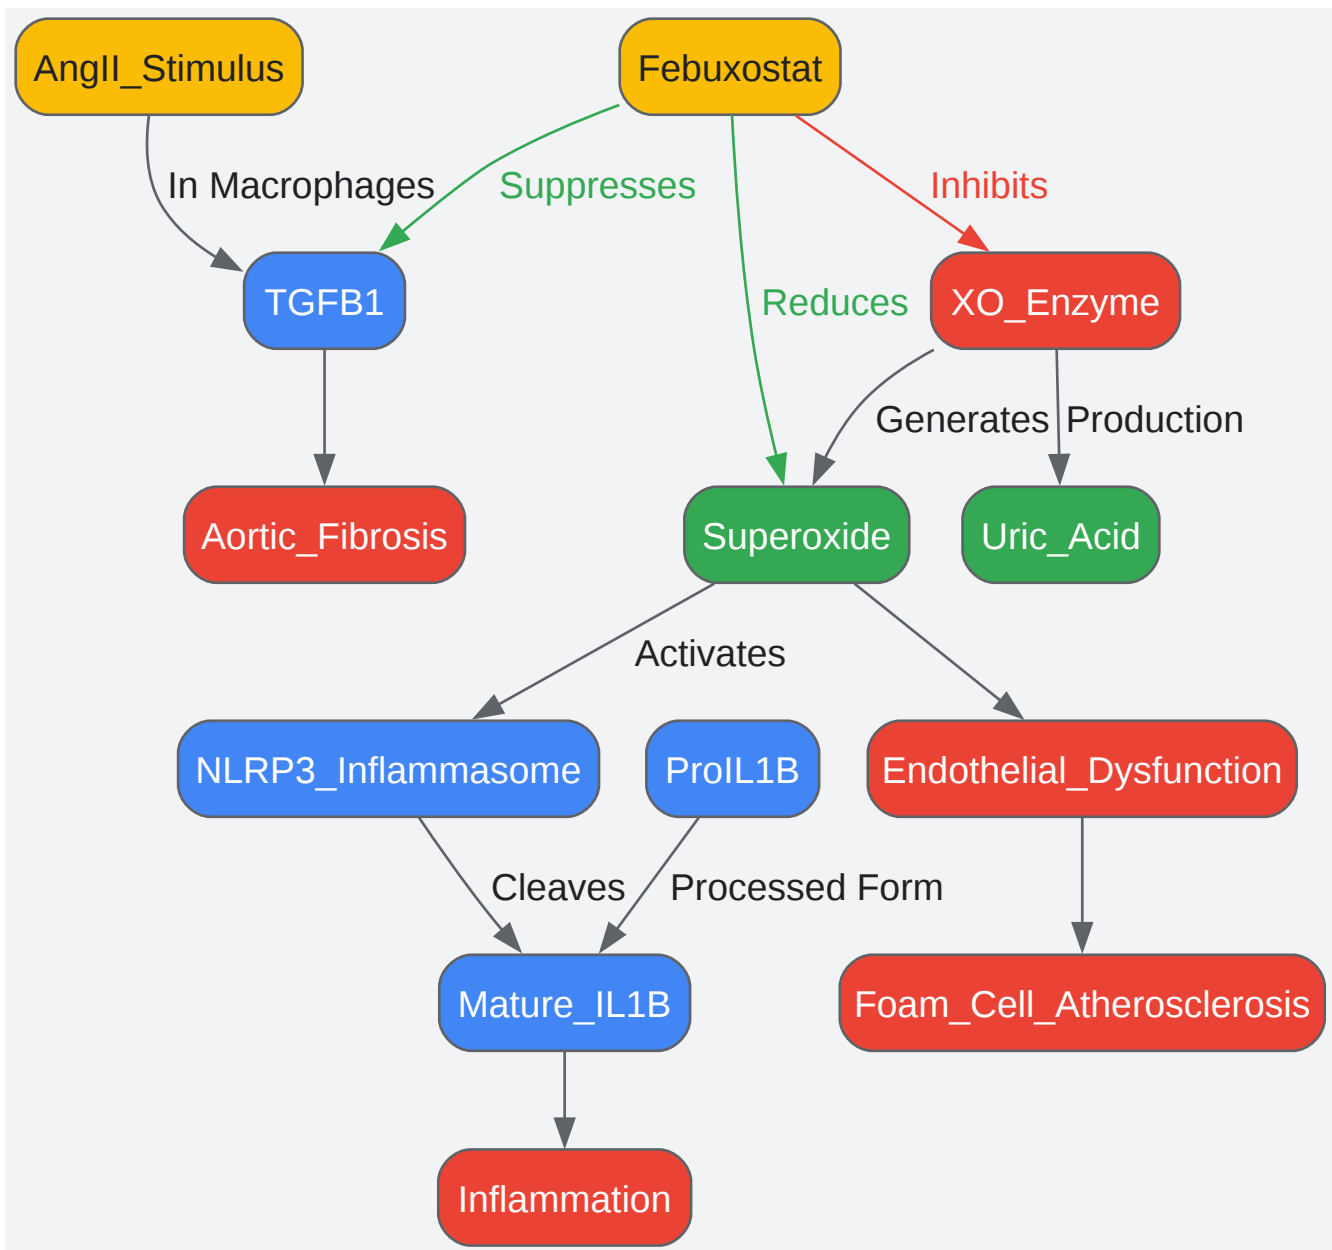 AngII_Stimulus
Febuxostat
In Macrophages
Suppresses
Inhibits
TGFB1
Reduces
XO_Enzyme
Generates
Production
Aortic_Fibrosis
Superoxide
Uric_Acid
Activates
NLRP3_Inflammasome
ProIL1B
Endothelial_Dysfunction
Cleaves
Processed Form
Mature_IL1B
Foam_Cell_Atherosclerosis
Inflammation